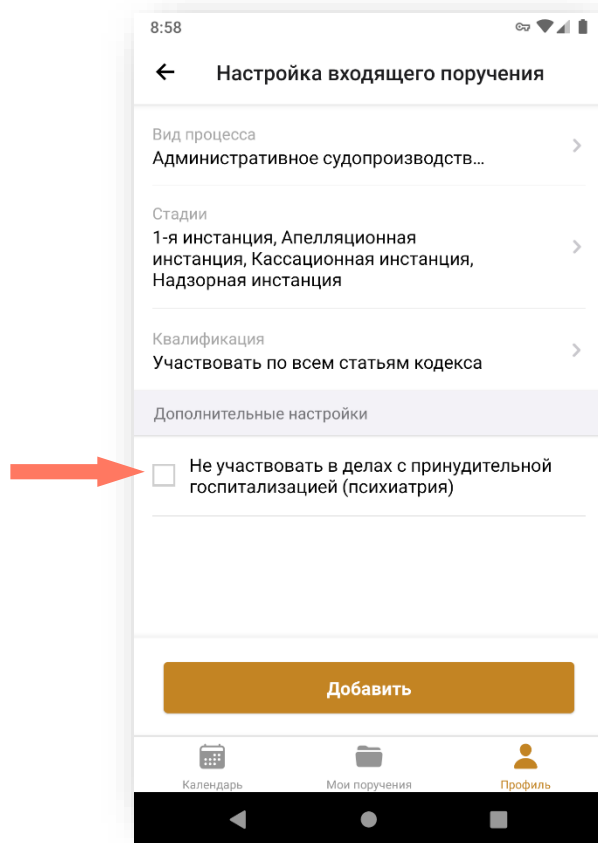 8:58
Настройка входящего поручения
Вид процесса
Административное судопроизводств...
Стадии
1-я инстанция, Апелляционная
инстанция, Кассационная инстанция,
Надзорная инстанция
Квалификация
Участвовать по всем статьям кодекса
Дополнительные настройки
Не участвовать в делах с принудительной
госпитализацией (психиатрия)
Добавить
Календарь Мои поручения Профиль